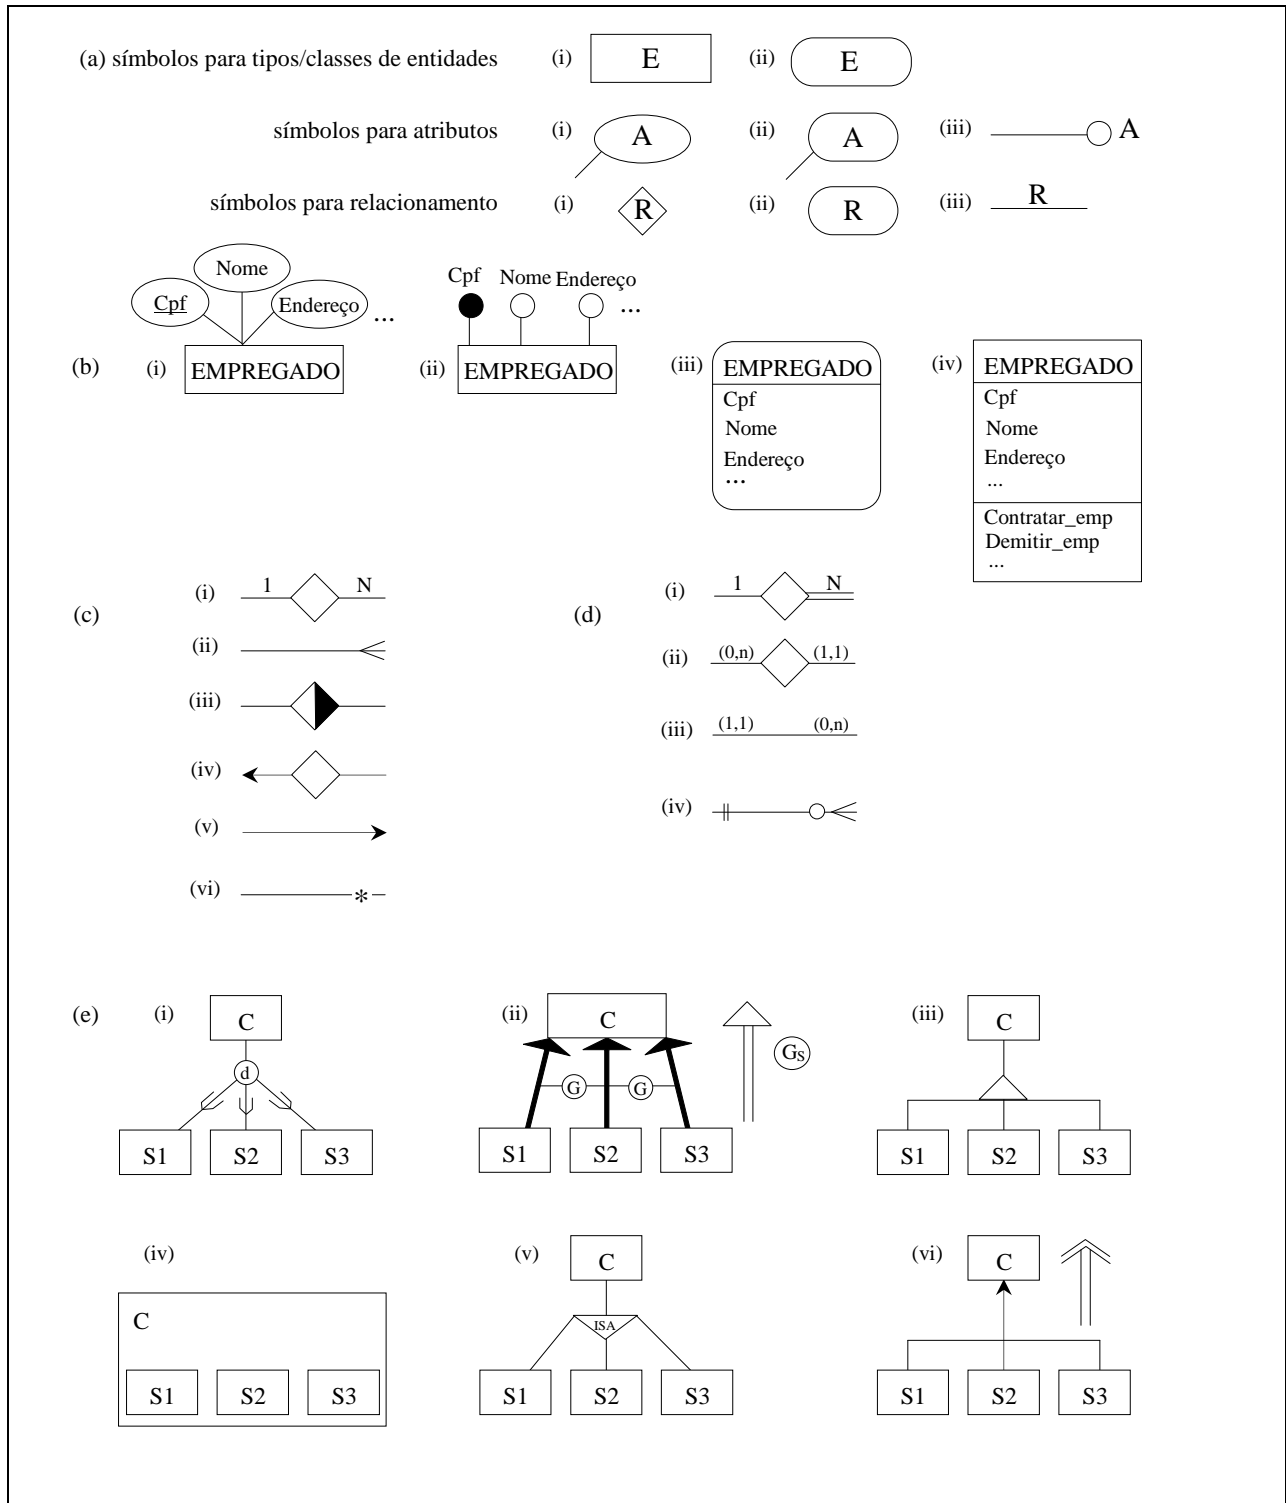 (a) símbolos para tipos/classes de entidades (i) E (ii) E
símbolos para atributos (i) A (ii) A (iii) A
símbolos para relacionamento (i) R (ii) R (iii) R
Nome
Cpf
Endereço ...
(b) (i) EMPREGADO
Cpf Nome Endereço ...
(ii) EMPREGADO
(iii) EMPREGADO
Cpf
Nome
Endereço
...
(iv) EMPREGADO
Cpf
Nome
Endereço
...
Contratar_emp
Demitir_emp
...
(c) (i) 1 N
(ii)
(iii)
(iv)
(v)
(vi) *
(d) (i) 1 N
(ii) (0,n) (1,1)
(iii) (1,1) (0,n)
(iv)
(e) (i) C
d
S1 S2 S3
(ii) C
G G Gs
S1 S2 S3
(iii) C
S1 S2 S3
(iv)
C
S1 S2 S3
(v) C
ISA
S1 S2 S3
(vi) C
S1 S2 S3